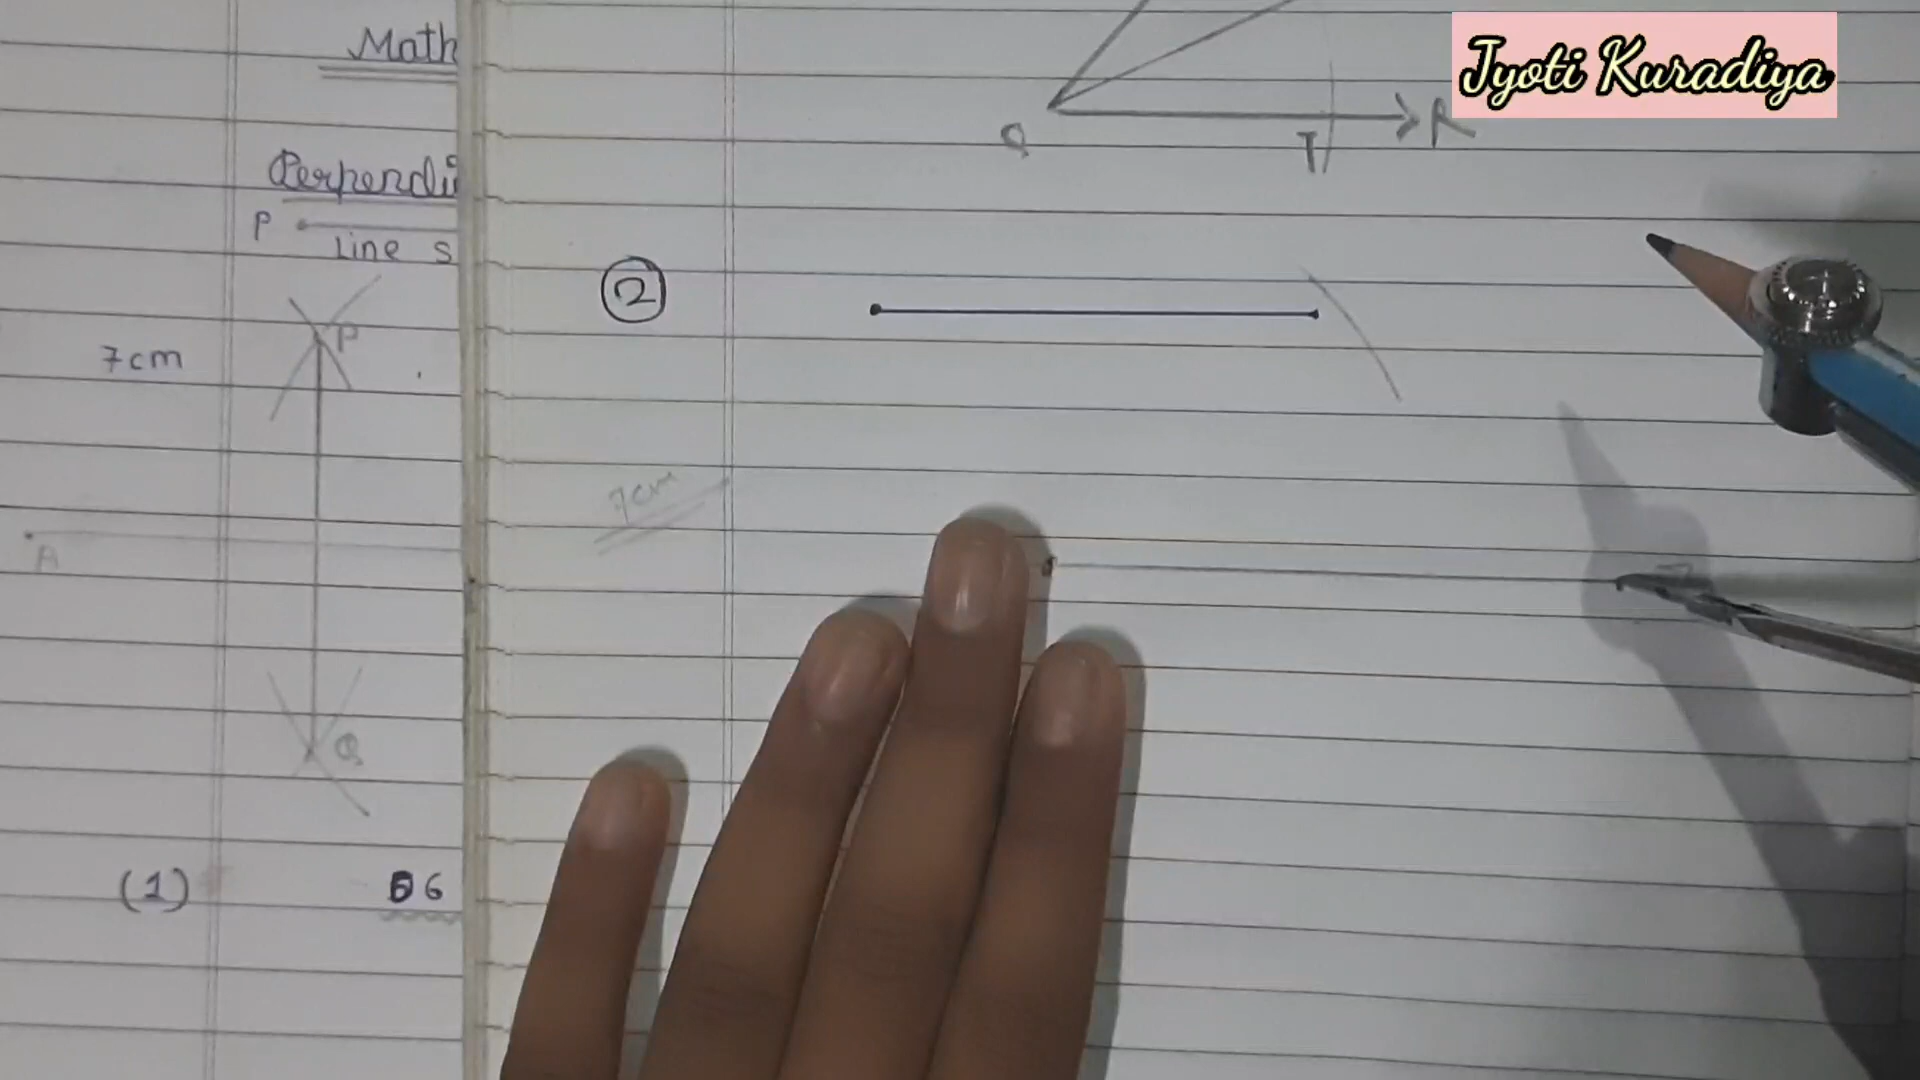 Jyoti Kuradiya
Math
Perpendi
P
Line s
P
7cm
A
Q
(1)
6
Q
T
R
2
7cm